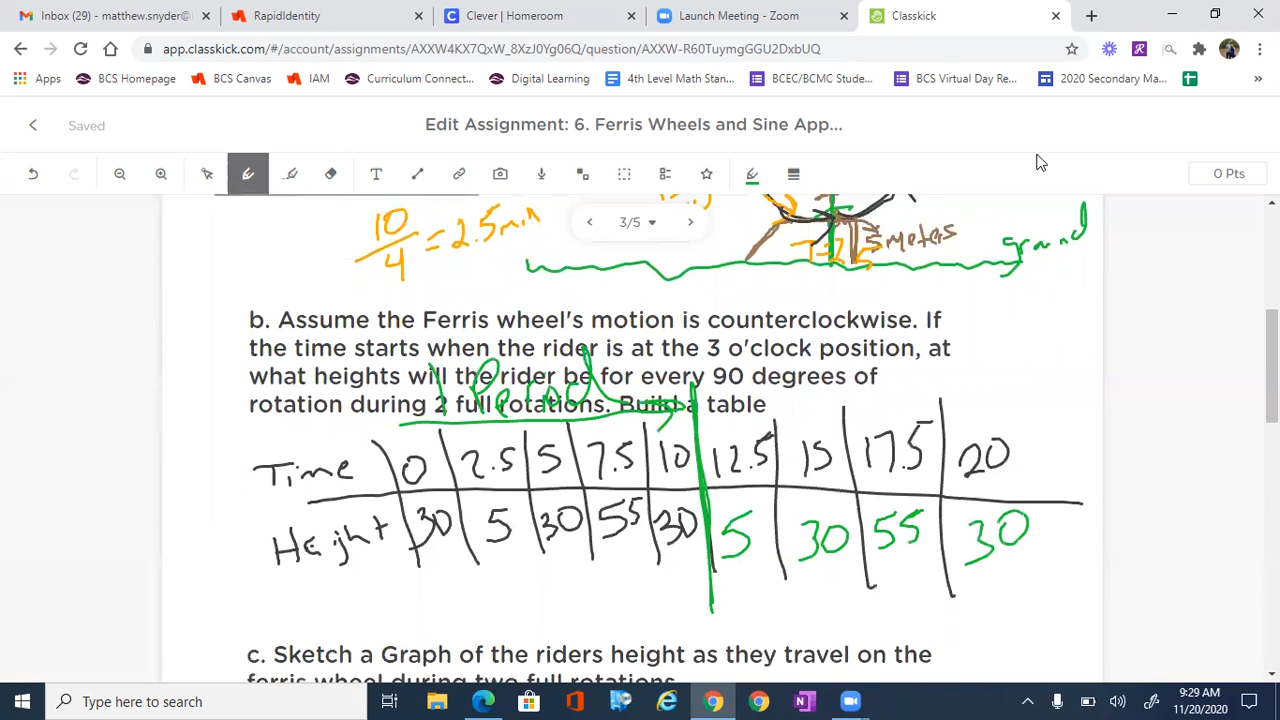 Inbox (29) - matthew.snyder@l
RapidIdentity
Clever | Homeroom
Launch Meeting - Zoom
Classkick
app.classkick.com/#/account/assignments/AXXW4KX7QxW_8XzJ0Yg06Q/question/AXXW-R60TuymgGGU2DxbUQ
Apps
BCS Homepage
BCS Canvas
IAM
Curriculum Connect...
Digital Learning
4th Level Math Stan...
BCEC/BCMC Stude...
BCS Virtual Day Re...
2020 Secondary Ma...
Saved
Edit Assignment: 6. Ferris Wheels and Sine App...
0 Pts
3/5
10/4 = 2.5 min
5 meters
ground
b. Assume the Ferris wheel's motion is counterclockwise. If
the time starts when the rider is at the 3 o'clock position, at
what heights will the rider be for every 90 degrees of
rotation during 2 full rotations. Build a table
1 Period
Time 0 2.5 5 7.5 10 12.5 15 17.5 20
Height 30 5 30 55 30 5 30 55 30
c. Sketch a Graph of the riders height as they travel on the
ferris wheel during two full rotations
Type here to search
9:29 AM
11/20/2020